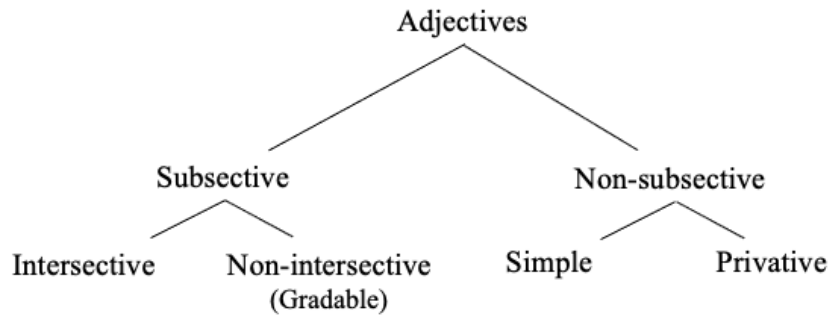 Adjectives
Subsective
Non-subsective
Intersective
Non-intersective
(Gradable)
Simple
Privative